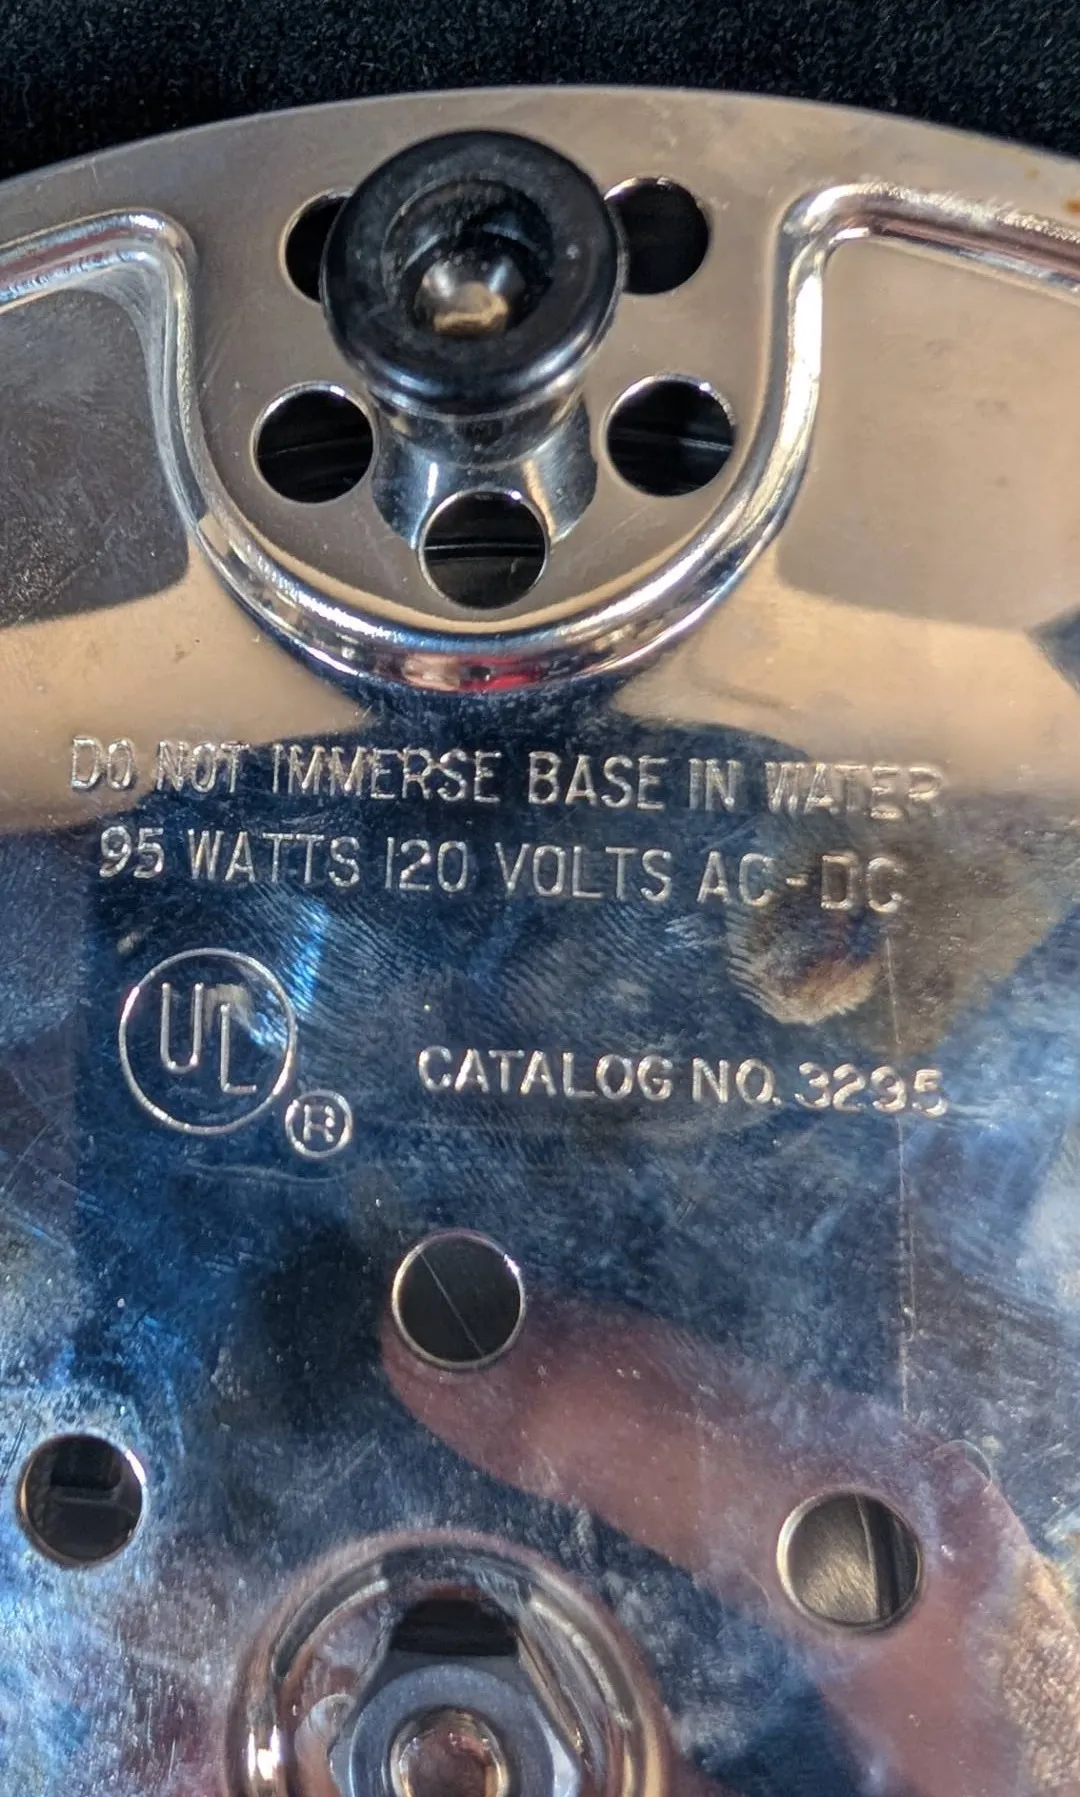 DO NOT IMMERSE BASE IN WATER
95 WATTS 120 VOLTS AC-DC
UL
®
CATALOG NO. 3295